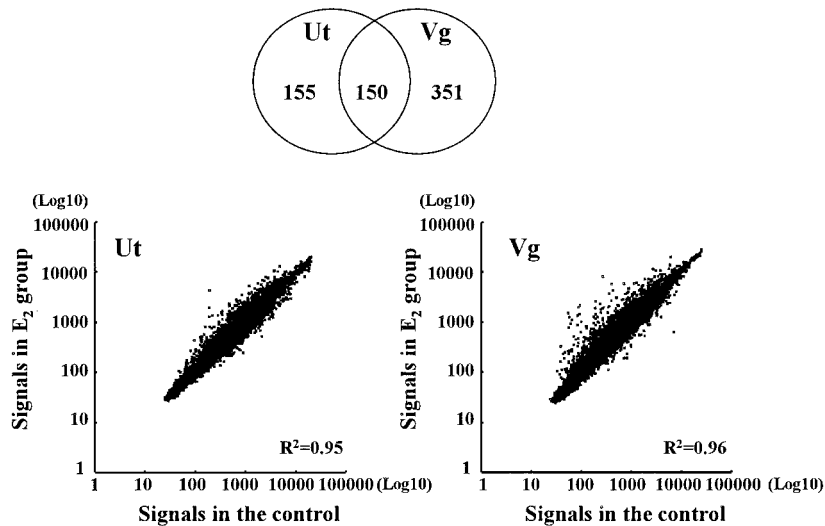 Ut Vg
155 150 351
(Log10)
100000
10000
1000
100
10
1
Signals in E2 group
Ut
R2=0.95
1 10 100 1000 10000 100000 (Log10)
Signals in the control
(Log10)
100000
10000
1000
100
10
1
Signals in E2 group
Vg
R2=0.96
1 10 100 1000 10000 100000 (Log10)
Signals in the control